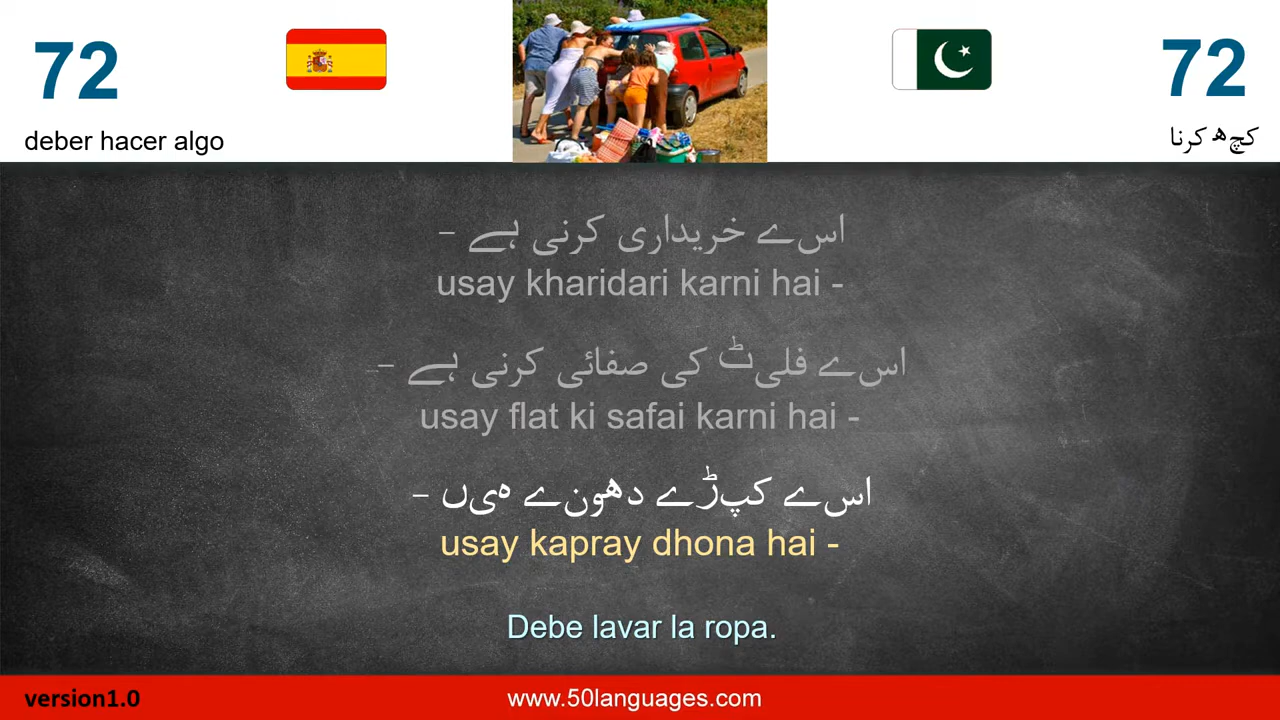 72
72
deber hacer algo
کچھ کرنا
اسے خریداری کرنی ہے -
usay kharidari karni hai -
اسے فلیٹ کی صفائی کرنی ہے -
usay flat ki safai karni hai -
اسے کپڑے دھونے ہیں -
usay kapray dhona hai -
Debe lavar la ropa.
version1.0
www.50languages.com